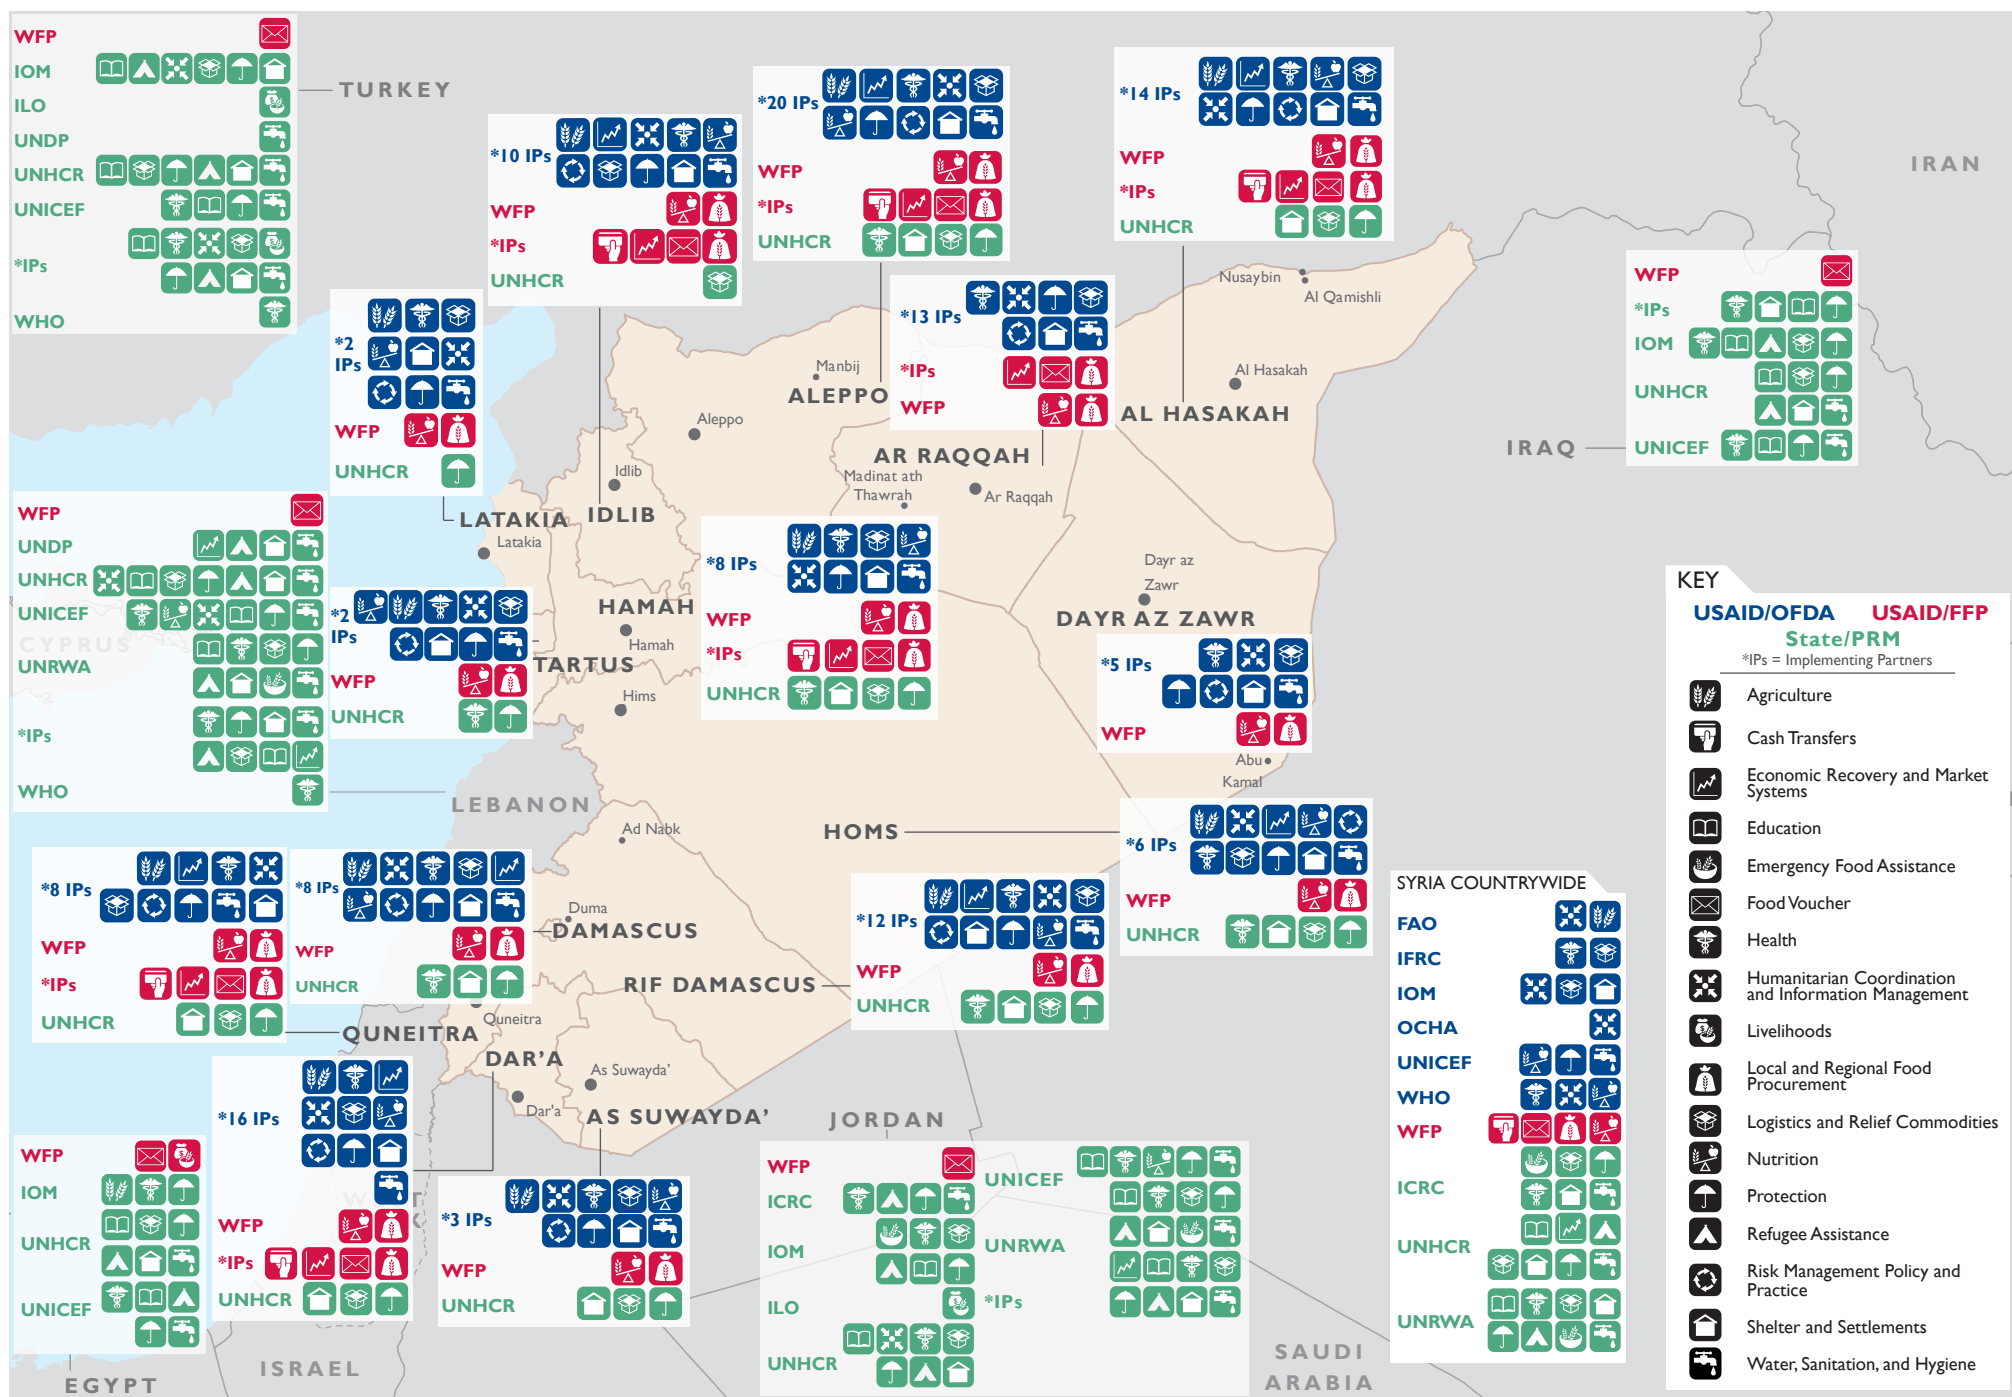 WFP
IOM
ILO
UNDP
UNHCR
UNICEF
*IPs
WHO
TURKEY
*10 IPs
WFP
*IPs
UNHCR
*20 IPs
WFP
*IPs
UNHCR
*14 IPs
WFP
*IPs
UNHCR
IRAN
*2
IPs
WFP
UNHCR
*13 IPs
*IPs
WFP
Nusaybin
Al Qamishli
WFP
*IPs
IOM
UNHCR
UNICEF
IRAQ
Manbij
ALEPPO
Aleppo
Al Hasakah
AL HASAKAH
AR RAQQAH
Madinat ath
Thawrah
Ar Raqqah
Idlib
IDLIB
LATAKIA
Latakia
WFP
UNDP
UNHCR
UNICEF
CYPRUS
UNRWA
*IPs
WHO
LEBANON
*2
IPs
WFP
UNHCR
HAMAH
Hamah
TARTUS
Hims
*8 IPs
WFP
*IPs
UNHCR
Dayr az
Zawr
DAYR AZ ZAWR
*5 IPs
WFP
Abu
Kamal
KEY
USAID/OFDA USAID/FFP
State/PRM
*IPs = Implementing Partners
Agriculture
Cash Transfers
Economic Recovery and Market
Systems
Education
Emergency Food Assistance
Food Voucher
Health
Humanitarian Coordination
and Information Management
Livelihoods
Local and Regional Food
Procurement
Logistics and Relief Commodities
Nutrition
Protection
Refugee Assistance
Risk Management Policy and
Practice
Shelter and Settlements
Water, Sanitation, and Hygiene
Ad Nabk
HOMS
*6 IPs
WFP
UNHCR
*8 IPs
WFP
*IPs
UNHCR
*8 IPs
WFP
UNHCR
Duma
DAMASCUS
RIF DAMASCUS
*12 IPs
WFP
UNHCR
Quneitra
QUNEITRA
DAR'A
As Suwayda'
Dar'a
AS SUWAYDA'
SYRIA COUNTRYWIDE
FAO
IFRC
IOM
OCHA
UNICEF
WHO
WFP
ICRC
UNHCR
UNRWA
*16 IPs
WFP
*IPs
UNHCR
WFP
IOM
UNHCR
UNICEF
EGYPT
ISRAEL
*3 IPs
WFP
UNHCR
JORDAN
WFP
ICRC
IOM
ILO
UNHCR
UNICEF
UNRWA
*IPs
SAUDI
ARABIA